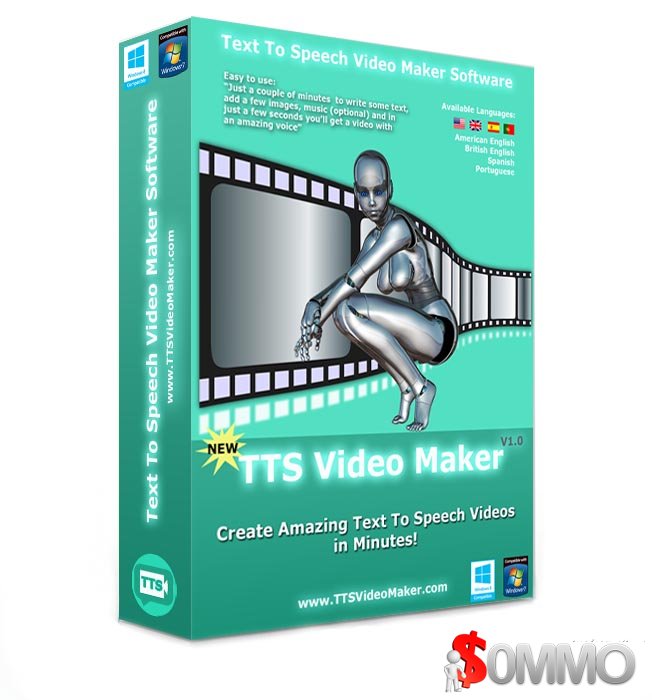 Text To Speech Video Maker Software
Easy to use:
"Just a couple of minutes to write some text,
add a few images, music (optional) and in
just a few seconds you'll get a video with
an amazing voice"
Available Languages:
American English
British English
Spanish
Portuguese
NEW
V1.0
TTS Video Maker
Create Amazing Text To Speech Videos
in Minutes!
www.TTSVideoMaker.com
Text To Speech Video Maker Software
www.TTSVideoMaker.com
TTS
$OMMO